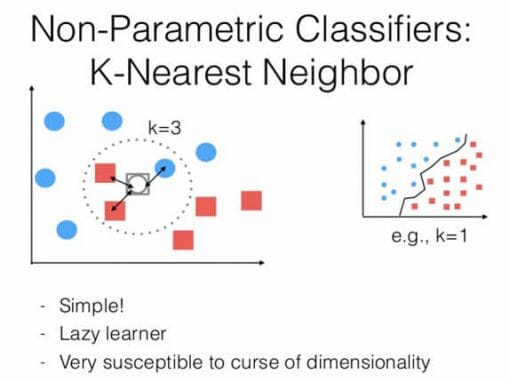 Non-Parametric Classifiers:
K-Nearest Neighbor
k=3
e.g., k=1
- Simple!
- Lazy learner
- Very susceptible to curse of dimensionality